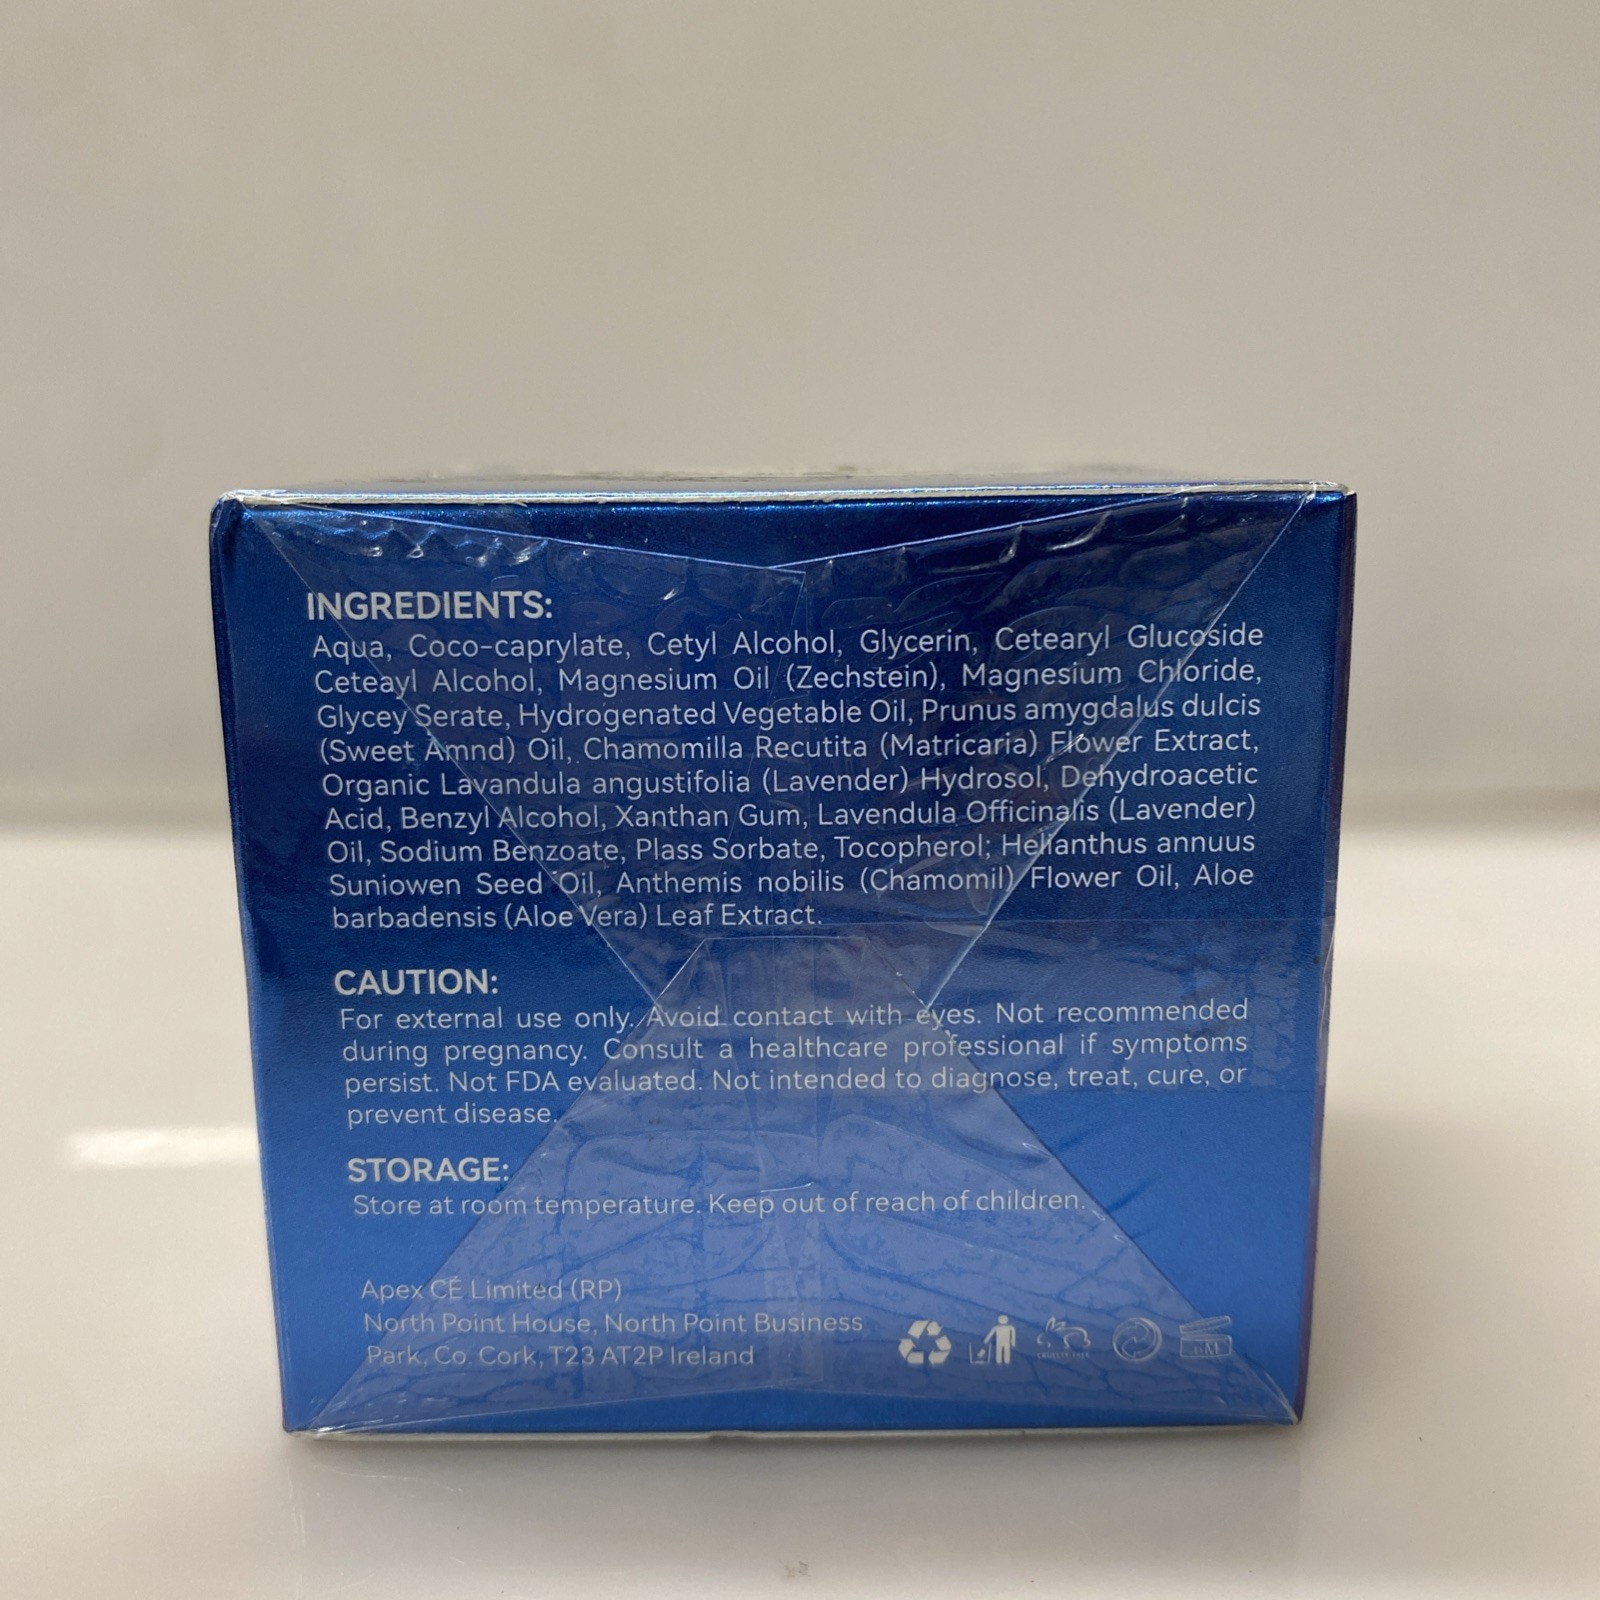 INGREDIENTS:
Aqua, Coco-caprylate, Cetyl Alcohol, Glycerin, Cetearyl Glucoside
Ceteayl Alcohol, Magnesium Oil (Zechstein), Magnesium Chloride,
Glycey Serate, Hydrogenated Vegetable Oil, Prunus amygdalus dulcis
(Sweet Amnd) Oil, Chamomilla Recutita (Matricaria) Flower Extract,
Organic Lavandula angustifolia (Lavender) Hydrosol, Dehydroacetic
Acid, Benzyl Alcohol, Xanthan Gum, Lavendula Officinalis (Lavender)
Oil, Sodium Benzoate, Plass Sorbate, Tocopherol; Helianthus annuus
Suniowen Seed Oil, Anthemis nobilis (Chamomil) Flower Oil, Aloe
barbadensis (Aloe Vera) Leaf Extract.
CAUTION:
For external use only. Avoid contact with eyes. Not recommended
during pregnancy. Consult a healthcare professional if symptoms
persist. Not FDA evaluated. Not intended to diagnose, treat, cure, or
prevent disease.
STORAGE:
Store at room temperature. Keep out of reach of children.
Apex CE Limited (RP)
North Point House, North Point Business
Park, Co. Cork, T23 AT2P Ireland